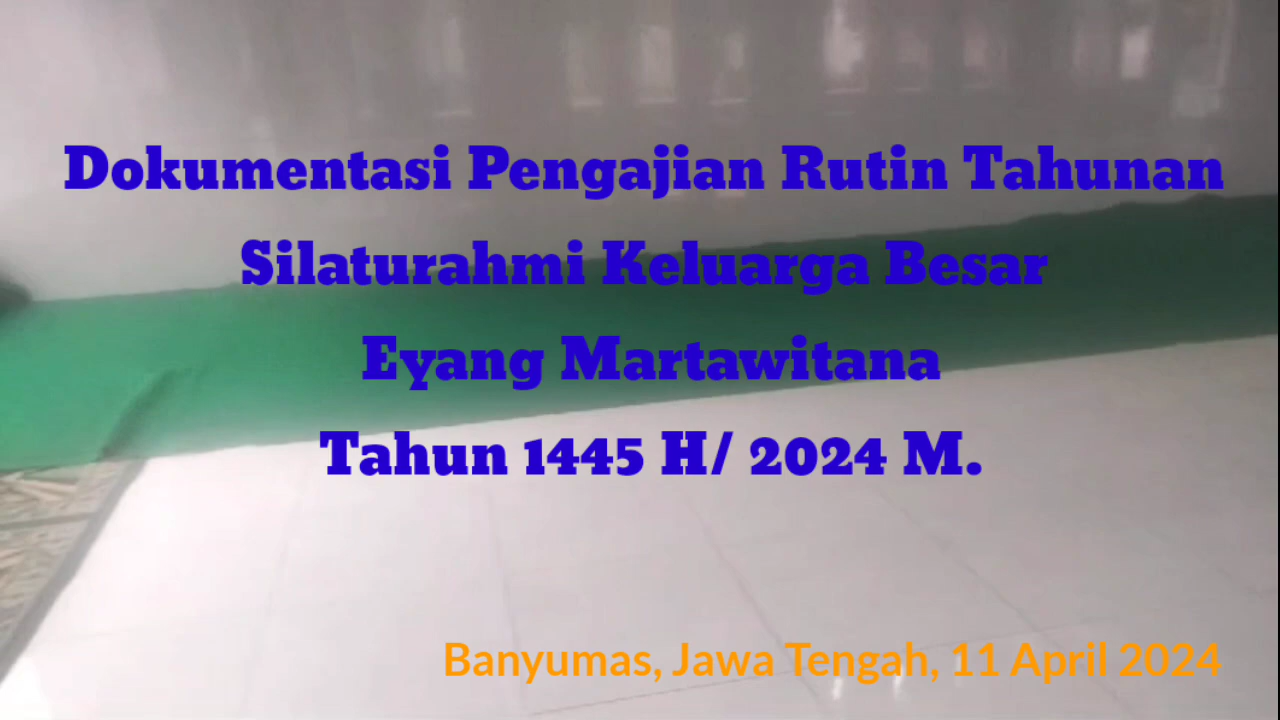 Dokumentasi Pengajian Rutin Tahunan
Silaturahmi Keluarga Besar
Eyang Martawitana
Tahun 1445 H/ 2024 M.
Banyumas, Jawa Tengah, 11 April 2024